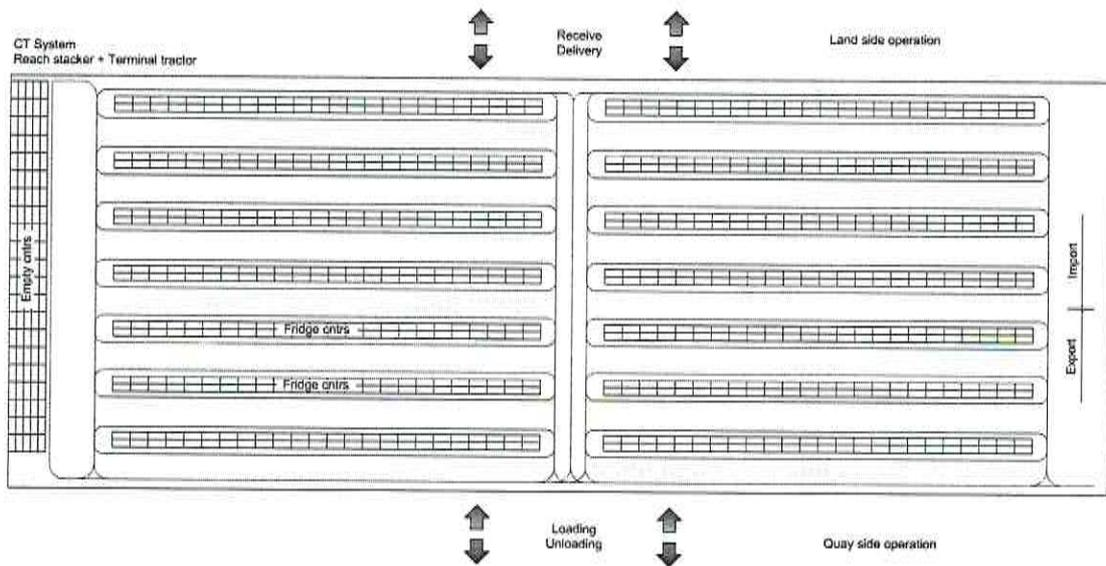 CT System
Reach stacker + Terminal tractor
Receive
Delivery
Land side operation
Empty cntrs
Import
Fridge cntrs
Export
Fridge cntrs
Loading
Unloading
Quay side operation